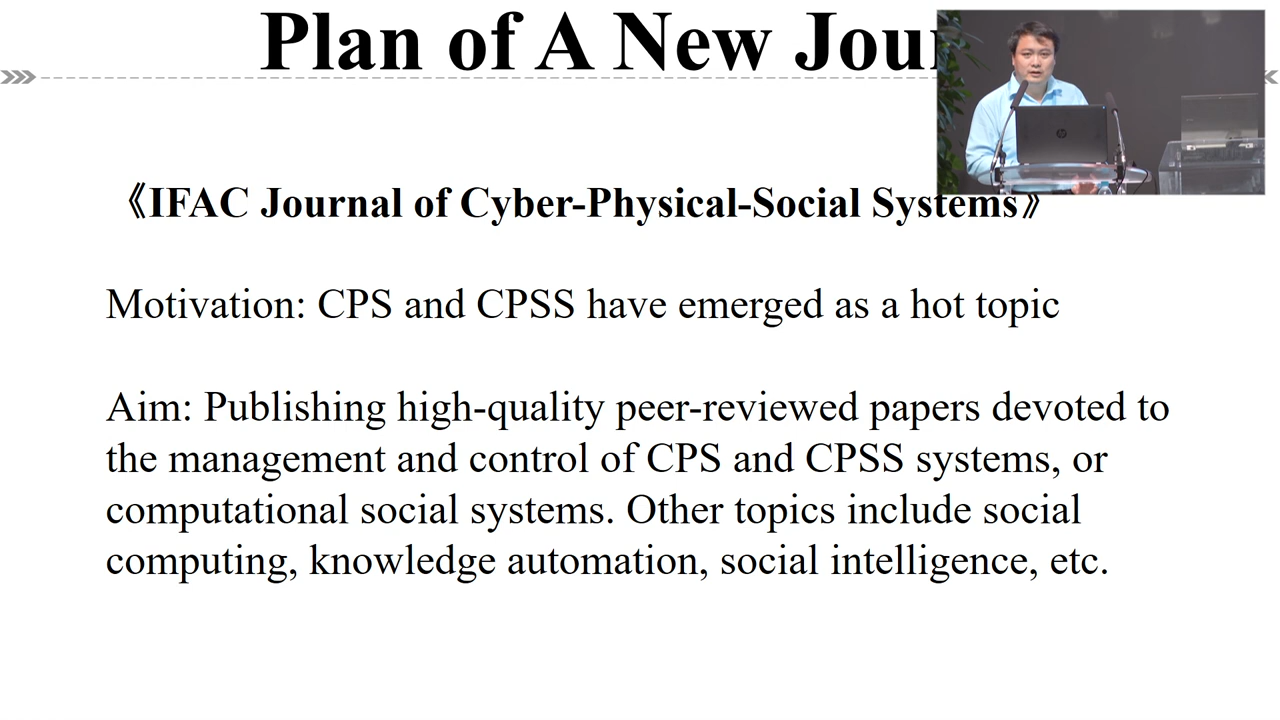 Plan of A New Jou
《IFAC Journal of Cyber-Physical-Social Systems》
Motivation: CPS and CPSS have emerged as a hot topic
Aim: Publishing high-quality peer-reviewed papers devoted to
the management and control of CPS and CPSS systems, or
computational social systems. Other topics include social
computing, knowledge automation, social intelligence, etc.
hp